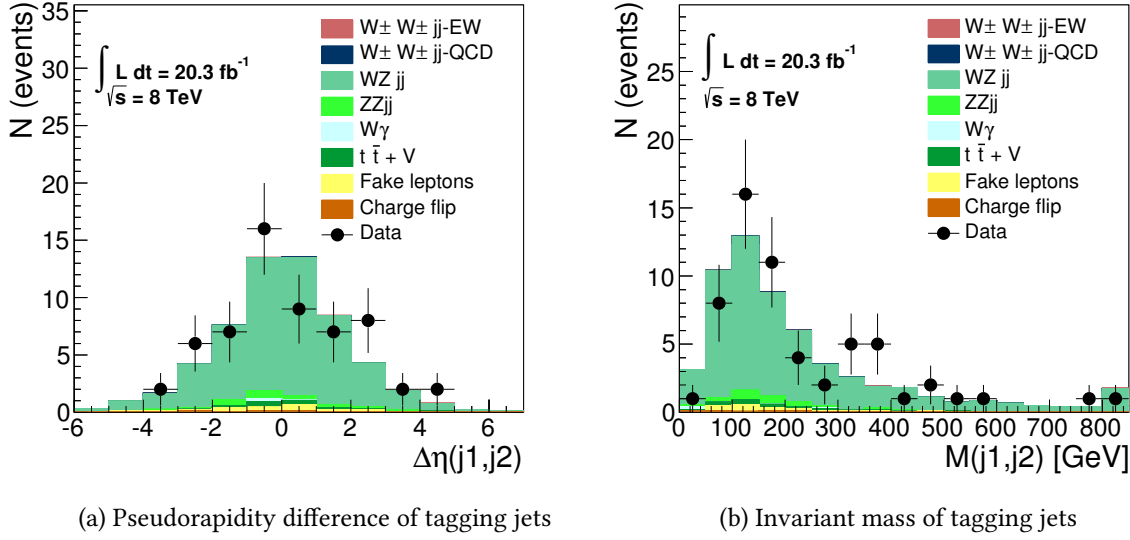 N (events)
35
30
25
20
15
10
5
0
∫ L dt = 20.3 fb⁻¹
√s = 8 TeV
W± W± jj-EW
W± W± jj-QCD
WZ jj
ZZjj
Wγ
t t̄ + V
Fake leptons
Charge flip
Data
-6 -4 -2 0 2 4 6
Δη(j1,j2)
(a) Pseudorapidity difference of tagging jets
N (events)
25
20
15
10
5
0
∫ L dt = 20.3 fb⁻¹
√s = 8 TeV
W± W± jj-EW
W± W± jj-QCD
WZ jj
ZZjj
Wγ
t t̄ + V
Fake leptons
Charge flip
Data
0 100 200 300 400 500 600 700 800
M(j1,j2) [GeV]
(b) Invariant mass of tagging jets